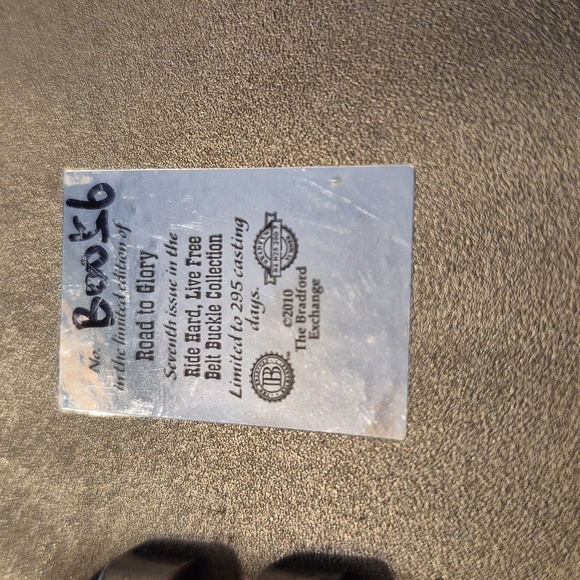 No.
in the limited edition of
Road to Glory
Seventh issue in the
Ride Hard, Live Free
Belt Buckle Collection
Limited to 295 casting
days.
©2010
The Bradford
Exchange
B